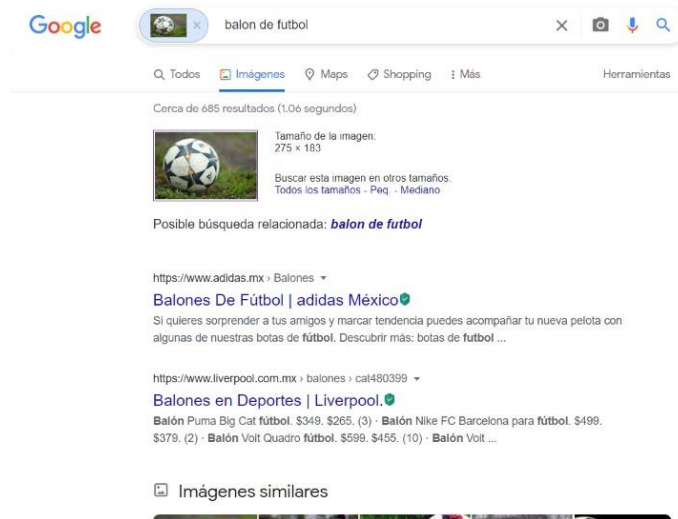 Google
balon de futbol
Todos
Imágenes
Maps
Shopping
Más
Herramientas
Cerca de 685 resultados (1.06 segundos)
Tamaño de la imagen:
275 × 183
Buscar esta imagen en otros tamaños:
Todos los tamaños - Peq. - Mediano
Posible búsqueda relacionada: balon de futbol
https://www.adidas.mx › Balones
Balones De Fútbol | adidas México
Si quieres sorprender a tus amigos y marcar tendencia puedes acompañar tu nueva pelota con
algunas de nuestras botas de fútbol. Descubrir más: botas de futbol ...
https://www.liverpool.com.mx › balones › cat480399
Balones en Deportes | Liverpool.
Balón Puma Big Cat fútbol. $349. $265. (3) · Balón Nike FC Barcelona para fútbol. $499.
$379. (2) · Balón Voit Quadro fútbol. $599. $455. (10) · Balón Voit ...
Imágenes similares